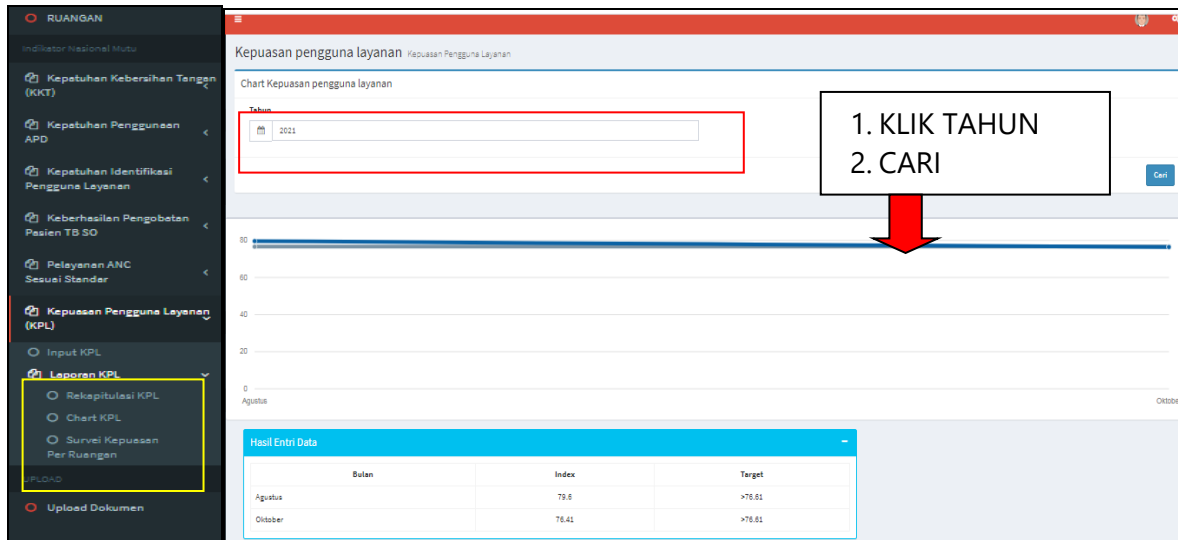 RUANGAN
Indikator Nasional Mutu
Kepatuhan Kebersihan Tangan
(KKT)
Kepatuhan Penggunaan
APD
Kepatuhan Identifikasi
Pengguna Layanan
Keberhasilan Pengobatan
Pasien TB SO
Pelayanan ANC
Sesuai Standar
Kepuasan Pengguna Layanan
(KPL)
Input KPL
Laporan KPL
Rekapitulasi KPL
Chart KPL
Survei Kepuasan
Per Ruangan
UPLOAD
Upload Dokumen
Kepuasan pengguna layanan Kepuasan Pengguna Layanan
Chart Kepuasan pengguna layanan
Tahun
2021
1. KLIK TAHUN
2. CARI
Cari
80
60
40
20
0
Agustus Oktober
Hasil Entri Data
Bulan Index Target
Agustus 79.6 >76.61
Oktober 76.41 >76.61